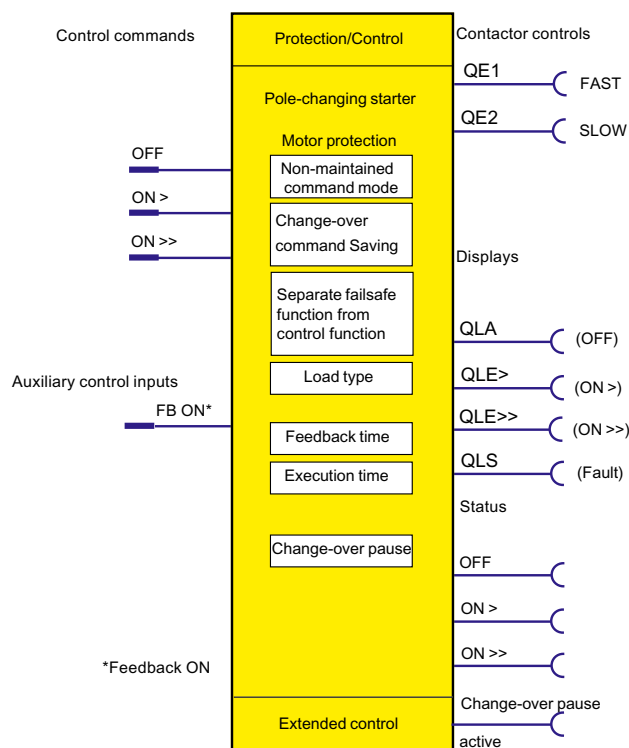 Control commands
Protection/Control
Contactor controls
QE1
FAST
Pole-changing starter
QE2
SLOW
Motor protection
OFF
Non-maintained
command mode
ON >
Change-over
command Saving
ON >>
Displays
Separate failsafe
function from
control function
QLA
(OFF)
Load type
QLE>
(ON >)
Auxiliary control inputs
FB ON*
QLE>>
(ON >>)
Feedback time
QLS
(Fault)
Execution time
Status
Change-over pause
OFF
ON >
ON >>
*Feedback ON
Change-over pause
Extended control
active